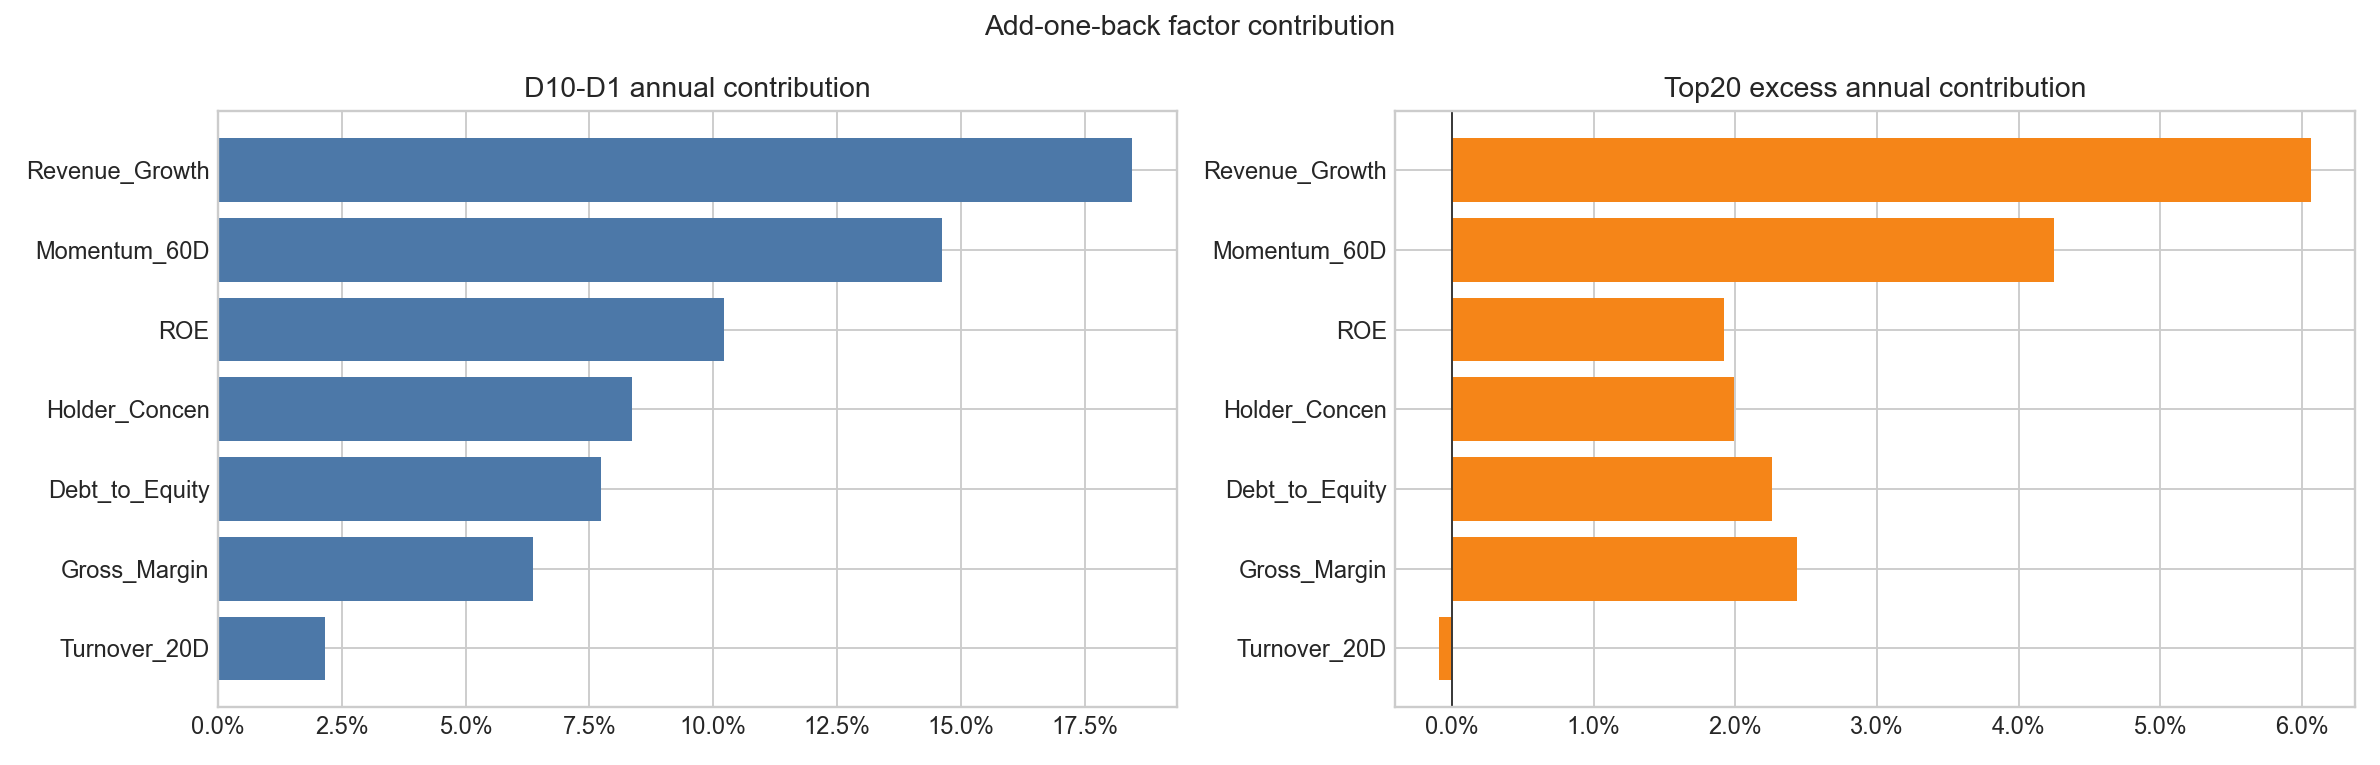 Add-one-back factor contribution
D10-D1 annual contribution
Revenue_Growth
Momentum_60D
ROE
Holder_Concen
Debt_to_Equity
Gross_Margin
Turnover_20D
0.0% 2.5% 5.0% 7.5% 10.0% 12.5% 15.0% 17.5%
Top20 excess annual contribution
Revenue_Growth
Momentum_60D
ROE
Holder_Concen
Debt_to_Equity
Gross_Margin
Turnover_20D
0.0% 1.0% 2.0% 3.0% 4.0% 5.0% 6.0%